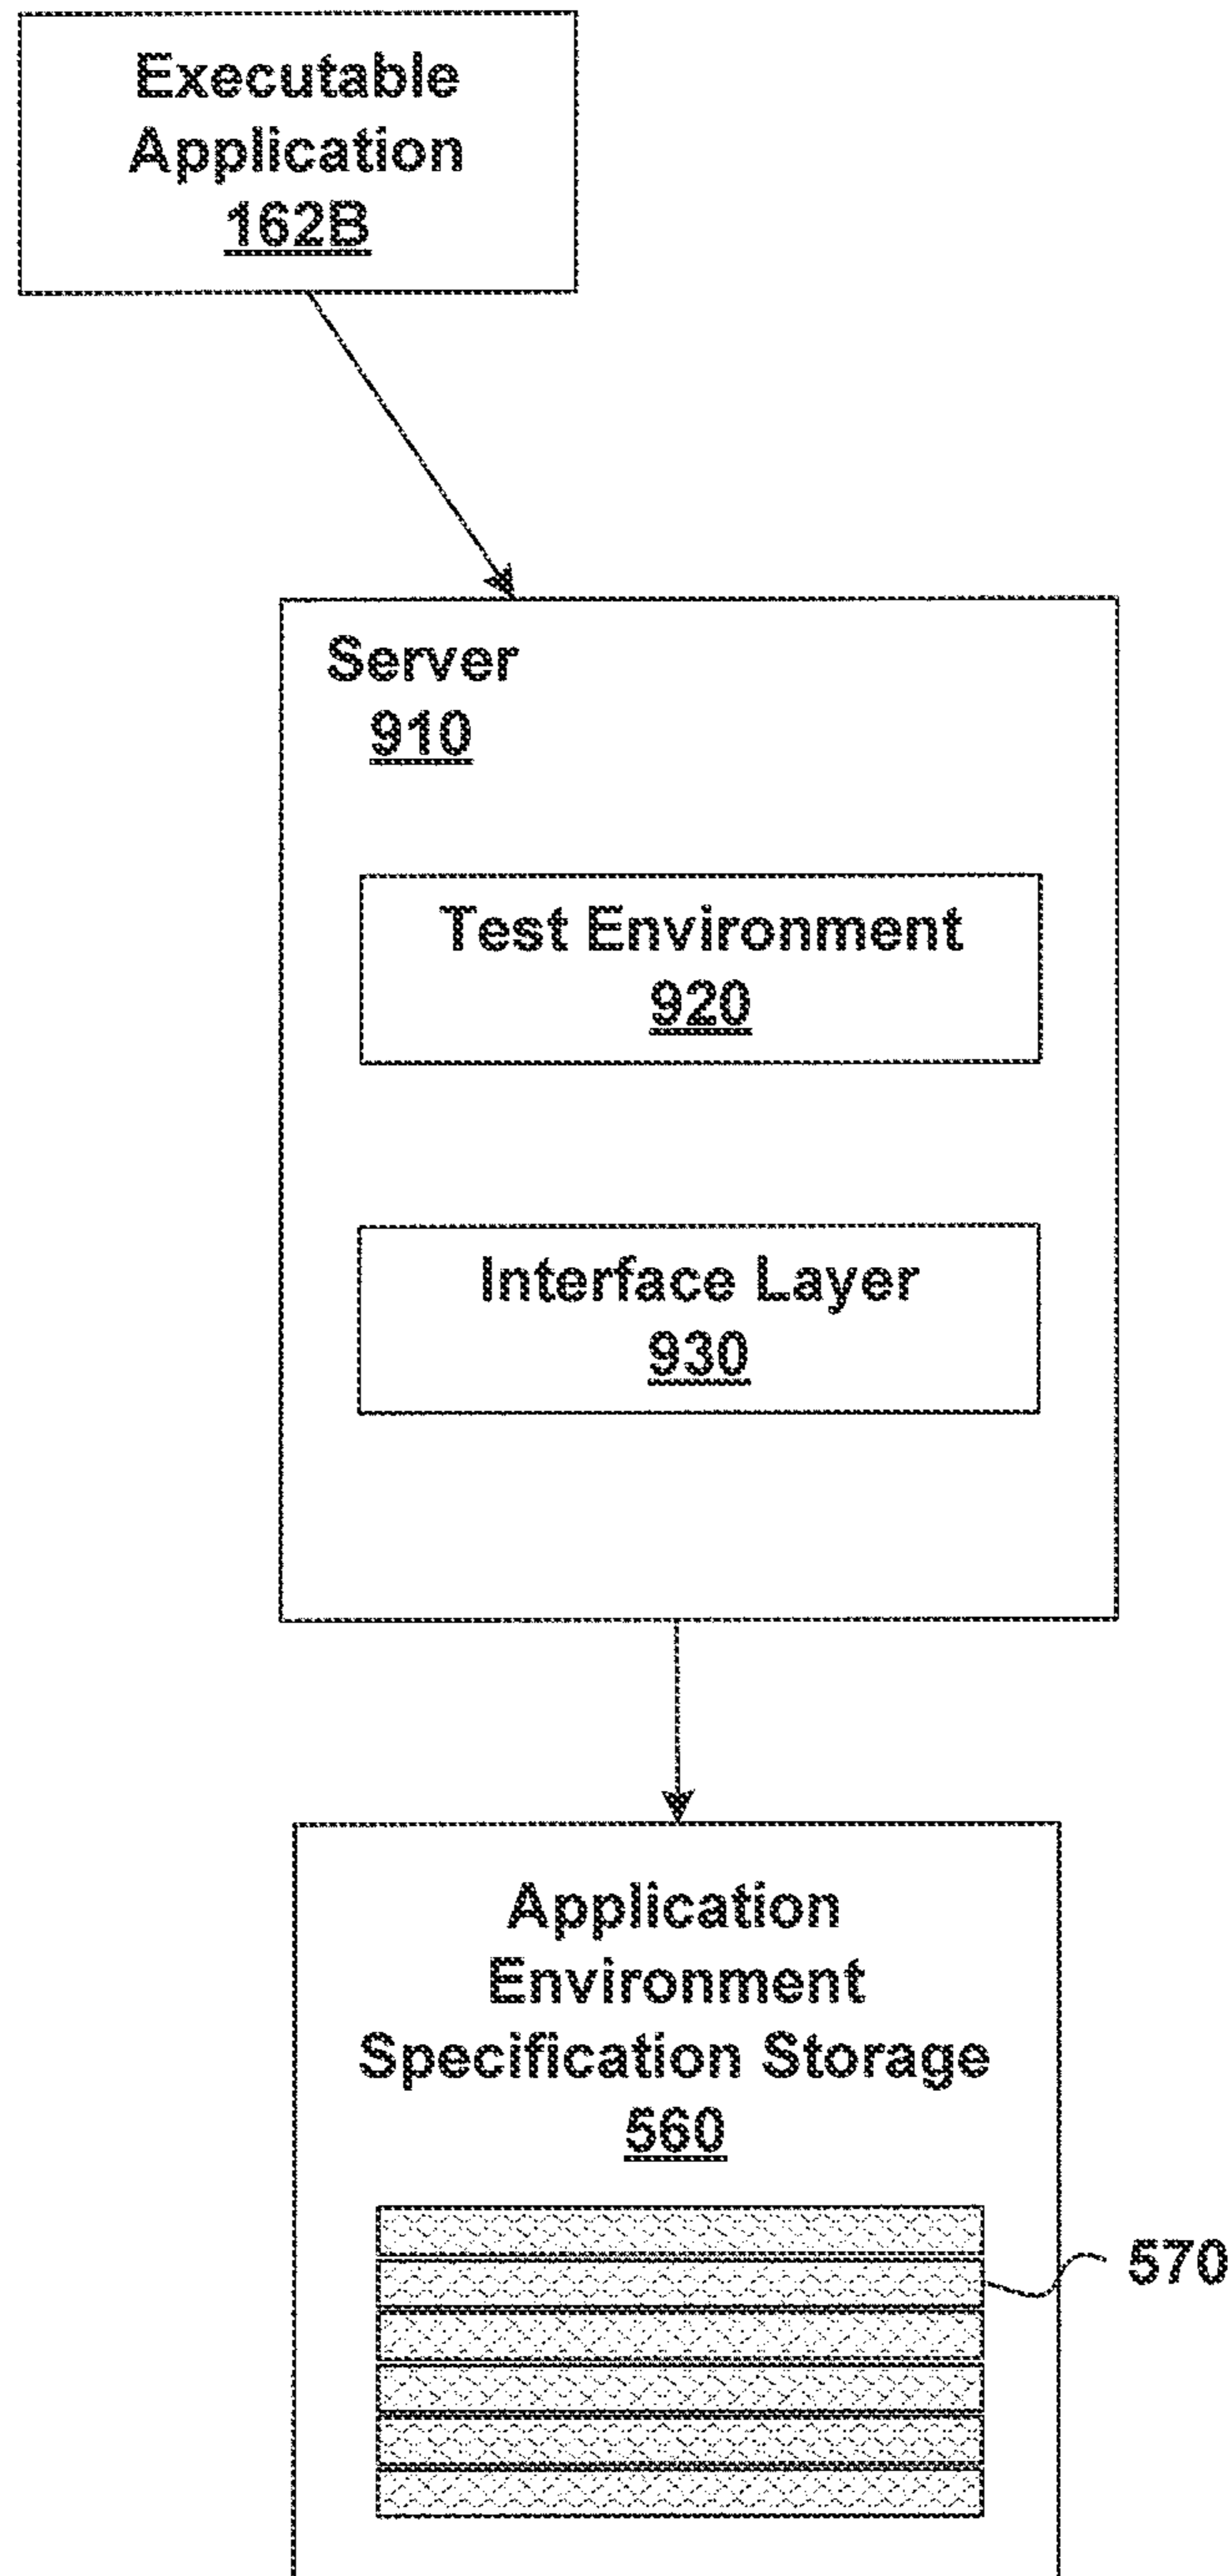 Executable
Application
162B
Server
910
Test Environment
920
Interface Layer
930
Application
Environment
Specification Storage
560
570